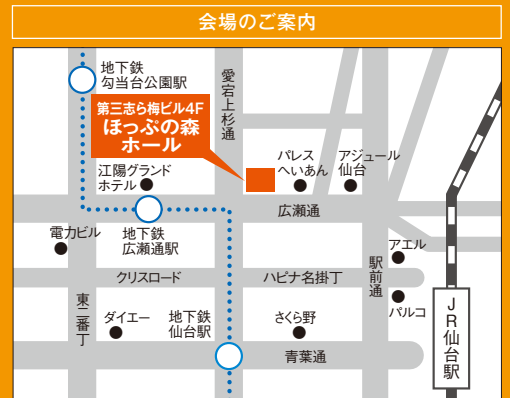 会場のご案内
地下鉄
勾当台公園駅
愛宕上杉通
第三志ら梅ビル4F
ほっぷの森
ホール
江陽グランド
ホテル
パレス
へいあん
アジュール
仙台
広瀬通
電力ビル
地下鉄
広瀬通駅
アエル
駅前通
クリスロード
ハピナ名掛丁
パルコ
JR仙台駅
東二番丁
ダイエー
地下鉄
仙台駅
さくら野
青葉通